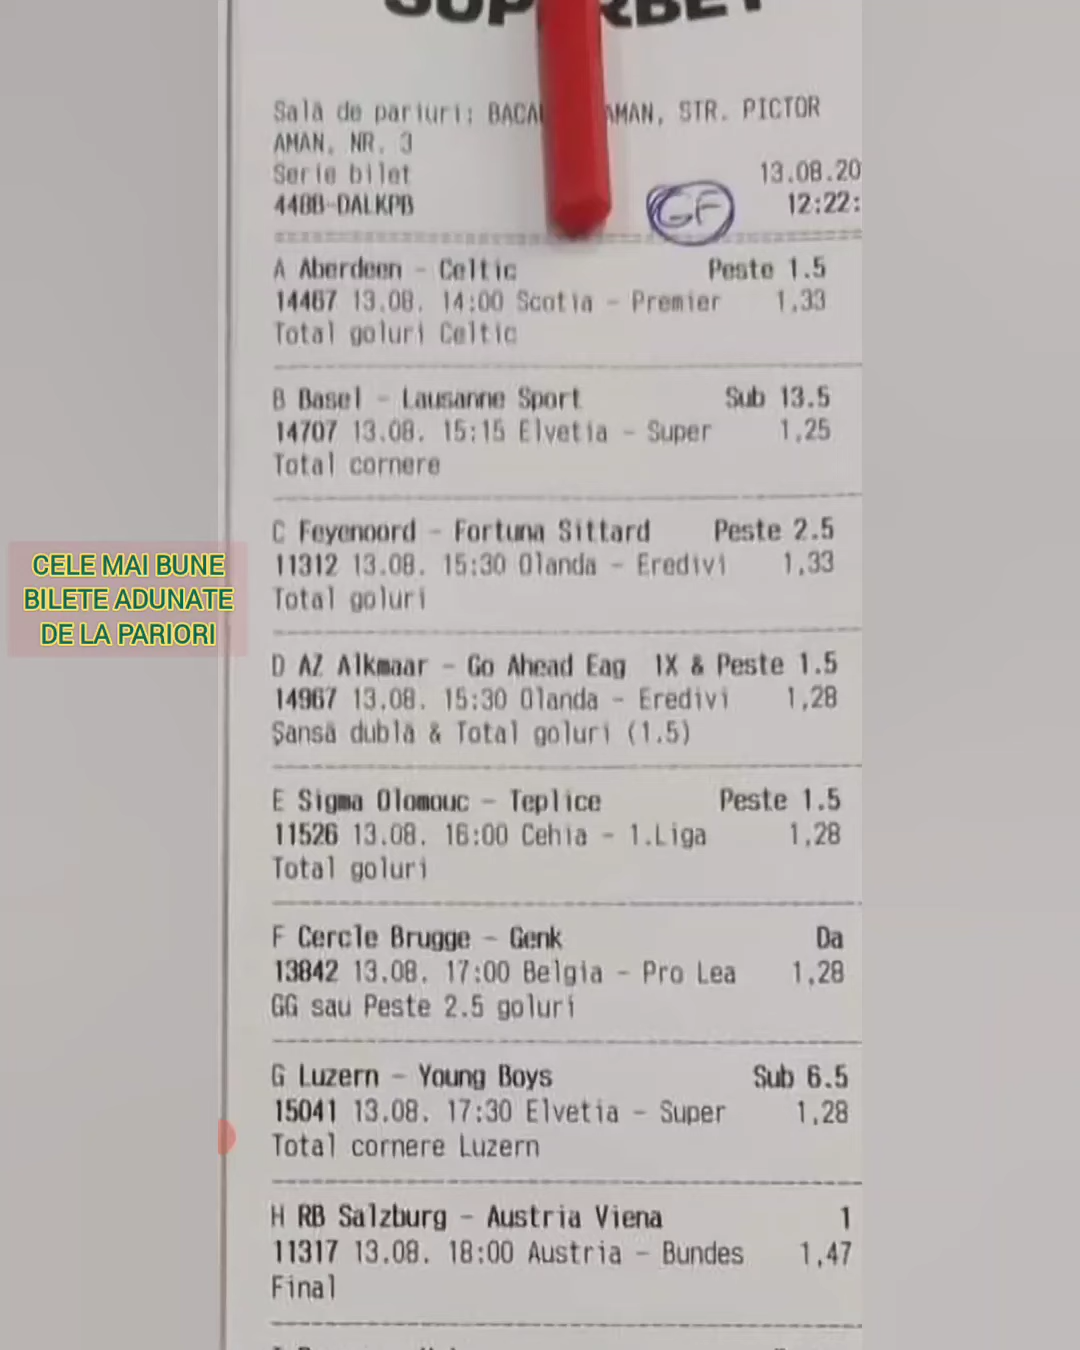 Sală de pariuri: BACA AMAN, STR. PICTOR
AMAN, NR. 3
Serie bilet 13.08.20
4488-DALKPB GF 12:22:
A Aberdeen - Celtic Peste 1.5
14467 13.08. 14:00 Scotia - Premier 1,33
Total goluri Celtic
B Basel - Lausanne Sport Sub 13.5
14707 13.08. 15:15 Elvetia - Super 1,25
Total cornere
C Feyenoord - Fortuna Sittard Peste 2.5
11312 13.08. 15:30 Olanda - Eredivi 1,33
Total goluri
CELE MAI BUNE
BILETE ADUNATE
DE LA PARIORI
D AZ Alkmaar - Go Ahead Eag 1X & Peste 1.5
14967 13.08. 15:30 Olanda - Eredivi 1,28
Șansă dublă & Total goluri (1.5)
E Sigma Olomouc - Teplice Peste 1.5
11526 13.08. 16:00 Cehia - 1.Liga 1,28
Total goluri
F Cercle Brugge - Genk Da
13842 13.08. 17:00 Belgia - Pro Lea 1,28
GG sau Peste 2.5 goluri
G Luzern - Young Boys Sub 6.5
15041 13.08. 17:30 Elvetia - Super 1,28
Total cornere Luzern
H RB Salzburg - Austria Viena 1
11317 13.08. 18:00 Austria - Bundes 1,47
Final